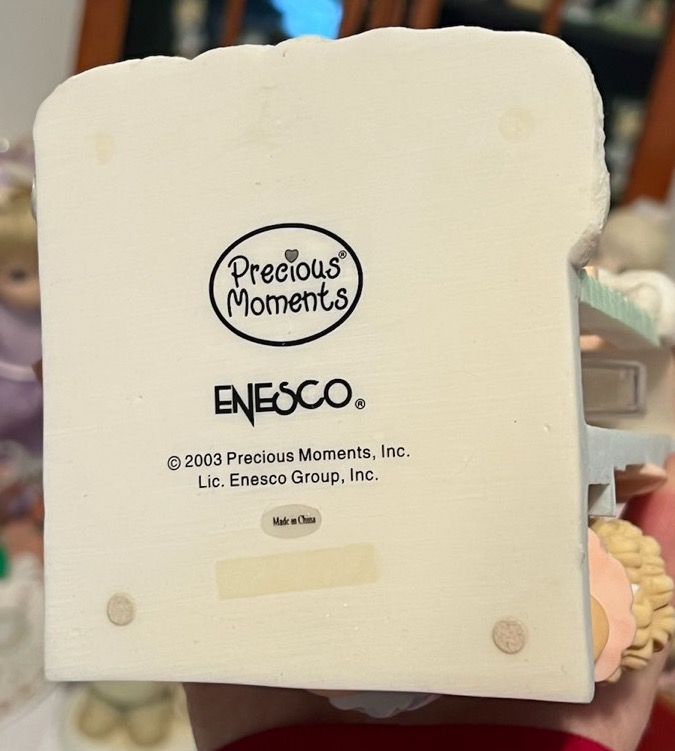 Precious®
Moments
ENESCO®
© 2003 Precious Moments, Inc.
Lic. Enesco Group, Inc.
Made in China